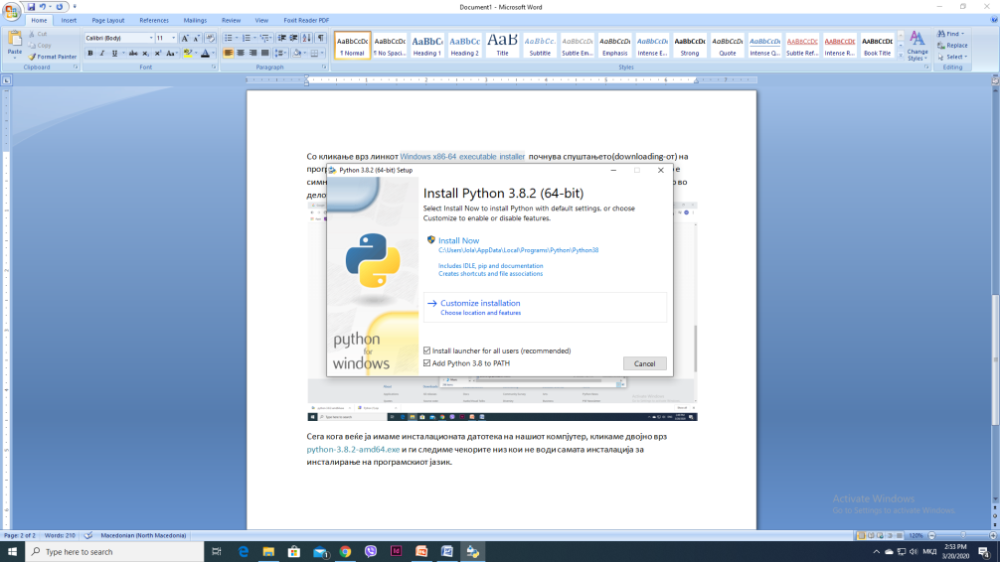 Document1 - Microsoft Word
Home Insert Page Layout References Mailings Review View Foxit Reader PDF
Paste
Cut
Copy
Format Painter
Clipboard
Calibri (Body) 11
Font
Paragraph
AaBbCcDc AaBbCcDc AaBbCc AaBbCc AaB AaBbCc. AaBbCcDc AaBbCcDc AaBbCcDc AaBbCcDc AaBbCcDc AaBbCcDc AaBbCcDc AaBbCcDc AaBbCcDc
¶ Normal ¶ No Spaci... Heading 1 Heading 2 Title Subtitle Subtle Em... Emphasis Intense E... Strong Quote Intense Q... Subtle Ref... Intense R... Book Title
Change Styles
Styles
Find
Replace
Select
Editing
Со кликање врз линкот Windows x86-64 executable installer почнува спуштањето(downloading-от) на
Python 3.8.2 (64-bit) Setup
Install Python 3.8.2 (64-bit)
Select Install Now to install Python with default settings, or choose
Customize to enable or disable features.
Install Now
C:\Users\Jola\AppData\Local\Programs\Python\Python38
Includes IDLE, pip and documentation
Creates shortcuts and file associations
Customize installation
Choose location and features
python
for
windows
Install launcher for all users (recommended)
Add Python 3.8 to PATH
Cancel
Сега кога веќе ја имаме инсталационата датотека на нашиот компјутер, кликаме двојно врз
python-3.8.2-amd64.exe и ги следиме чекорите низ кои не води самата инсталација за
инсталирање на програмскиот јазик.
Activate Windows
Go to Settings to activate Windows.
Page: 2 of 2 Words: 210 Macedonian (North Macedonia) 120%
Type here to search
МКД
2:53 PM
3/20/2020